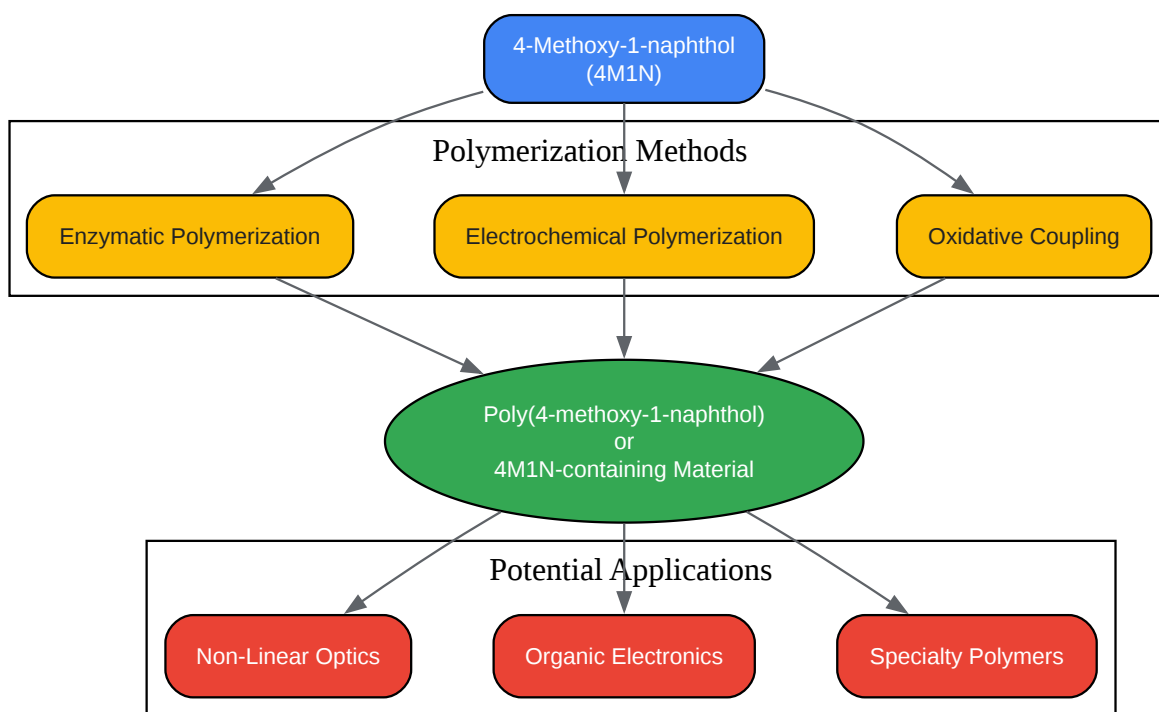 4-Methoxy-1-naphthol
(4M1N)
Polymerization Methods
Enzymatic Polymerization
Electrochemical Polymerization
Oxidative Coupling
Poly(4-methoxy-1-naphthol)
or
4M1N-containing Material
Potential Applications
Non-Linear Optics
Organic Electronics
Specialty Polymers